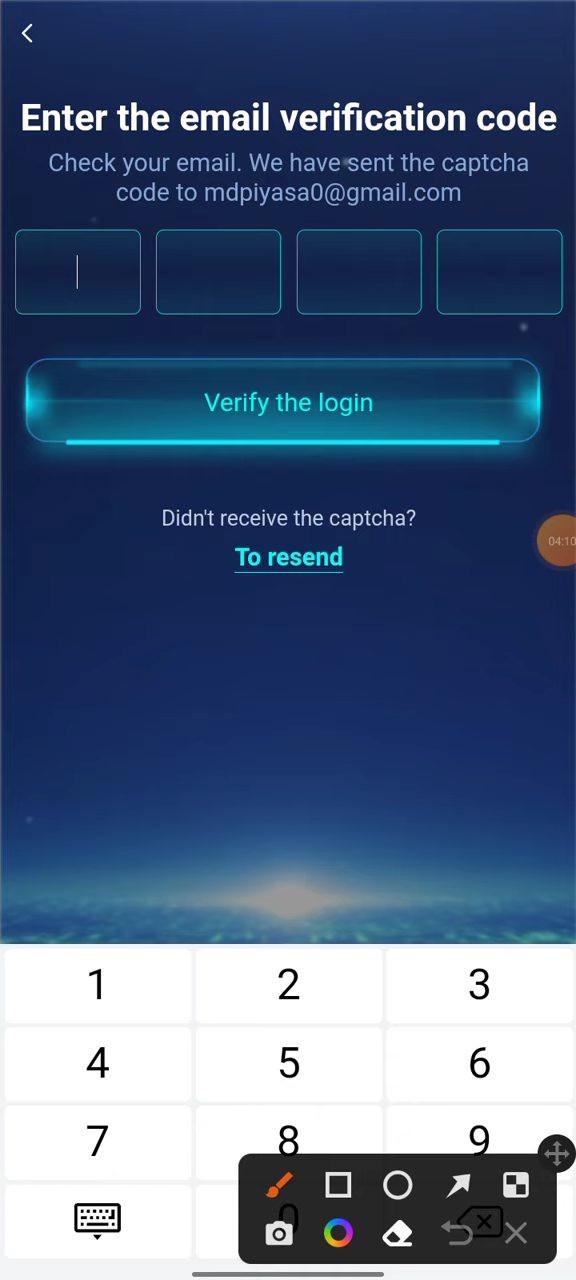 Enter the email verification code
Check your email. We have sent the captcha
code to mdpiyasa0@gmail.com
Verify the login
Didn't receive the captcha?
To resend
04:10
1 2 3
4 5 6
7 8 9
0